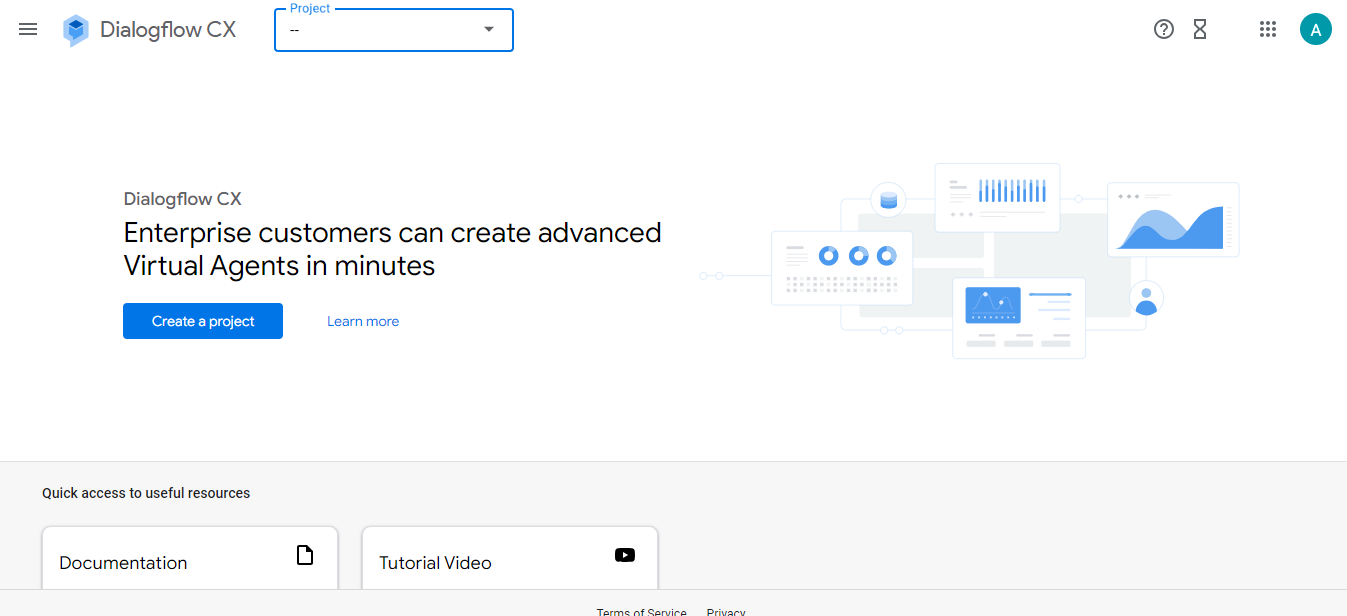 Project
Dialogflow CX
--
A
Dialogflow CX
Enterprise customers can create advanced
Virtual Agents in minutes
Create a project
Learn more
Quick access to useful resources
Documentation
Tutorial Video
Terms of Service Privacy